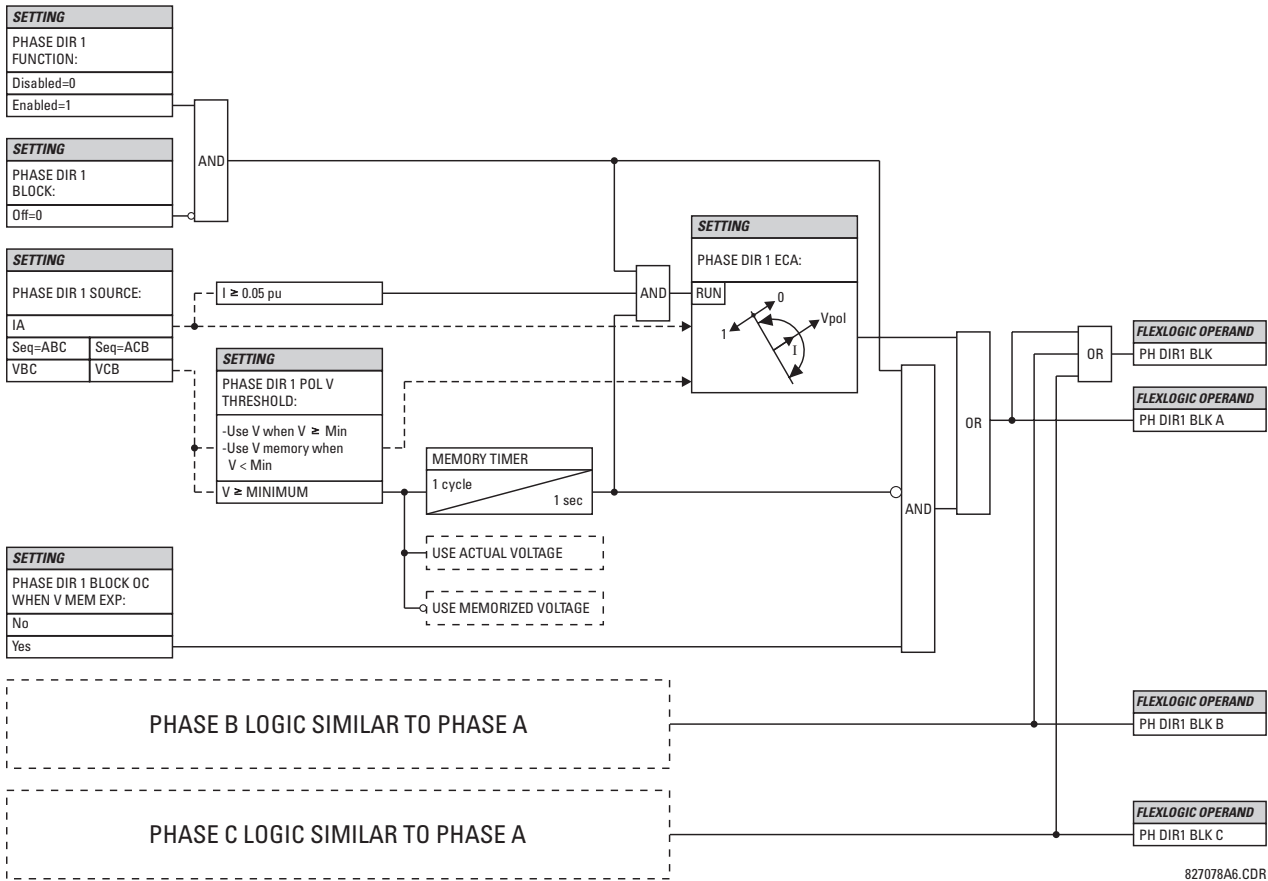 SETTING
PHASE DIR 1
FUNCTION:
Disabled=0
Enabled=1
AND
SETTING
PHASE DIR 1
BLOCK:
Off=0
SETTING
PHASE DIR 1 SOURCE:
IA
Seq=ABC Seq=ACB
VBC VCB
I ≥ 0.05 pu
AND
SETTING
PHASE DIR 1 ECA:
RUN
0
1
Vpol
I
SETTING
PHASE DIR 1 POL V
THRESHOLD:
-Use V when V ≥ Min
-Use V memory when
V < Min
V ≥ MINIMUM
MEMORY TIMER
1 cycle
1 sec
USE ACTUAL VOLTAGE
USE MEMORIZED VOLTAGE
AND
OR
OR
FLEXLOGIC OPERAND
PH DIR1 BLK
FLEXLOGIC OPERAND
PH DIR1 BLK A
SETTING
PHASE DIR 1 BLOCK OC
WHEN V MEM EXP:
No
Yes
PHASE B LOGIC SIMILAR TO PHASE A
FLEXLOGIC OPERAND
PH DIR1 BLK B
PHASE C LOGIC SIMILAR TO PHASE A
FLEXLOGIC OPERAND
PH DIR1 BLK C
827078A6.CDR